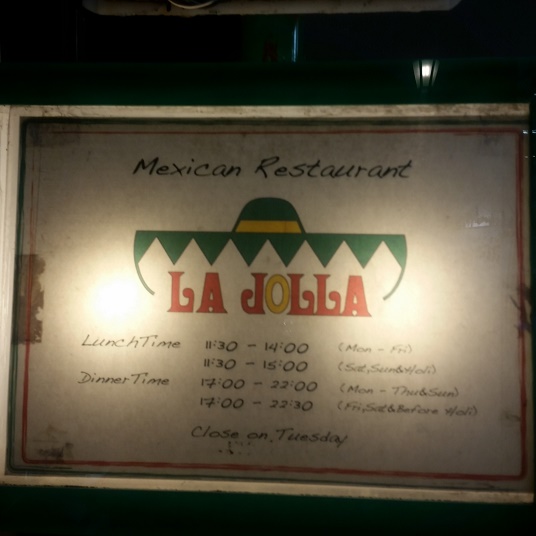 Mexican Restaurant
LA JOLLA
LunchTime 11:30 - 14:00 (Mon - Fri)
11:30 - 15:00 (Sat,Sun&Holi)
DinnerTime 17:00 - 22:00 (Mon - Thu&Sun)
17:00 - 22:30 (Fri,Sat&Before Holi)
Close on Tuesday